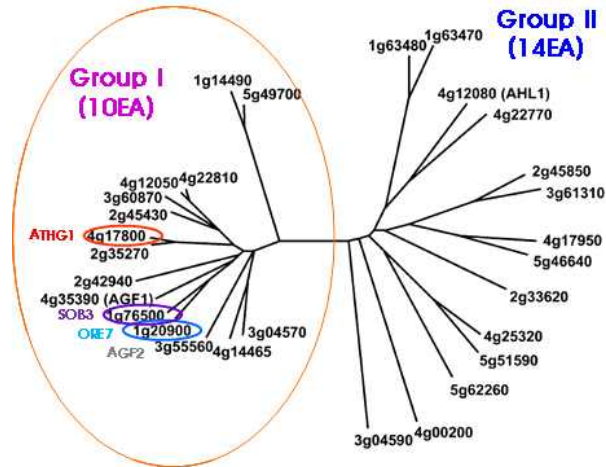 Group I
(10EA)
Group II
(14EA)
1g14490
5g49700
1g63480
1g63470
4g12080 (AHL1)
4g22770
4g12050
4g22810
3g60870
2g45430
ATHG1
4g17800
2g35270
2g42940
4g35390 (AGF1)
SOB3
1g76500
ORE7
1g20900
AGF2
3g55560
4g14465
3g04570
2g45850
3g61310
4g17950
5g46640
2g33620
4g25320
5g51590
5g62260
4g00200
3g04590